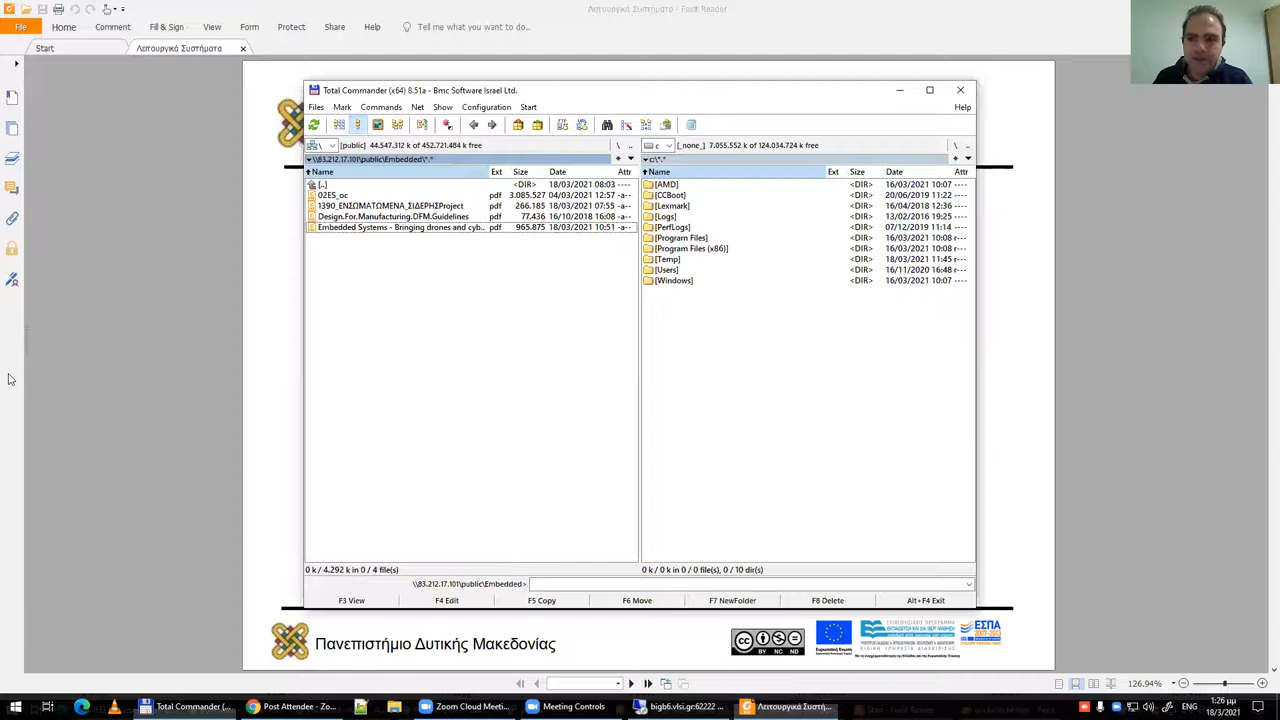 Λειτουργικά Συστήματα - Foxit Reader
File Home Comment Fill & Sign View Form Protect Share Help Tell me what you want to do...
Start Λειτουργικά Συστήματα
Total Commander (x64) 8.51a - Bmc Software Israel Ltd.
Files Mark Commands Net Show Configuration Start Help
\ [public] 44.547.312 k of 452.721.484 k free \ .. c [_none_] 7.055.552 k of 124.034.724 k free \ ..
\\83.212.17.101\public\Embedded\*.* c:\*.*
Name Ext Size Date Attr Name Ext Size Date Attr
[..] <DIR> 18/03/2021 08:03 ---- [AMD] <DIR> 16/03/2021 10:07 ----
02ES_oc pdf 3.085.527 04/03/2021 12:57 -a-- [CCBoot] <DIR> 20/06/2019 11:22 ----
1390_ΕΝΣΩΜΑΤΩΜΕΝΑ_ΣΙΔΕΡΗΣProject pdf 266.185 18/03/2021 07:55 -a-- [Lexmark] <DIR> 16/04/2018 12:36 ----
Design.For.Manufacturing.DFM.Guidelines pdf 77.436 16/10/2018 16:08 -a-- [Logs] <DIR> 13/02/2016 19:25 ----
Embedded Systems - Bringing drones and cyb.. pdf 965.875 18/03/2021 10:51 -a-- [PerfLogs] <DIR> 07/12/2019 11:14 ----
[Program Files] <DIR> 16/03/2021 10:08 r---
[Program Files (x86)] <DIR> 16/03/2021 10:08 r---
[Temp] <DIR> 18/03/2021 11:45 ----
[Users] <DIR> 16/11/2020 16:48 r---
[Windows] <DIR> 16/03/2021 10:07 ----
0 k / 4.292 k in 0 / 4 file(s) 0 k / 0 k in 0 / 0 file(s), 0 / 10 dir(s)
\\83.212.17.101\public\Embedded>
F3 View F4 Edit F5 Copy F6 Move F7 NewFolder F8 Delete Alt+F4 Exit
Πανεπιστήμιο Δυτικής Μακεδονίας
BY NC ND
ΕΣΠΑ
2007-2013
126.94%
Total Commander (... Post Attendee - Zo... Zoom Cloud Meeti... Meeting Controls bigb6.vlsi.gr:62222 ... Λειτουργικά Συστή... ENG 1:26 μμ
18/3/2021